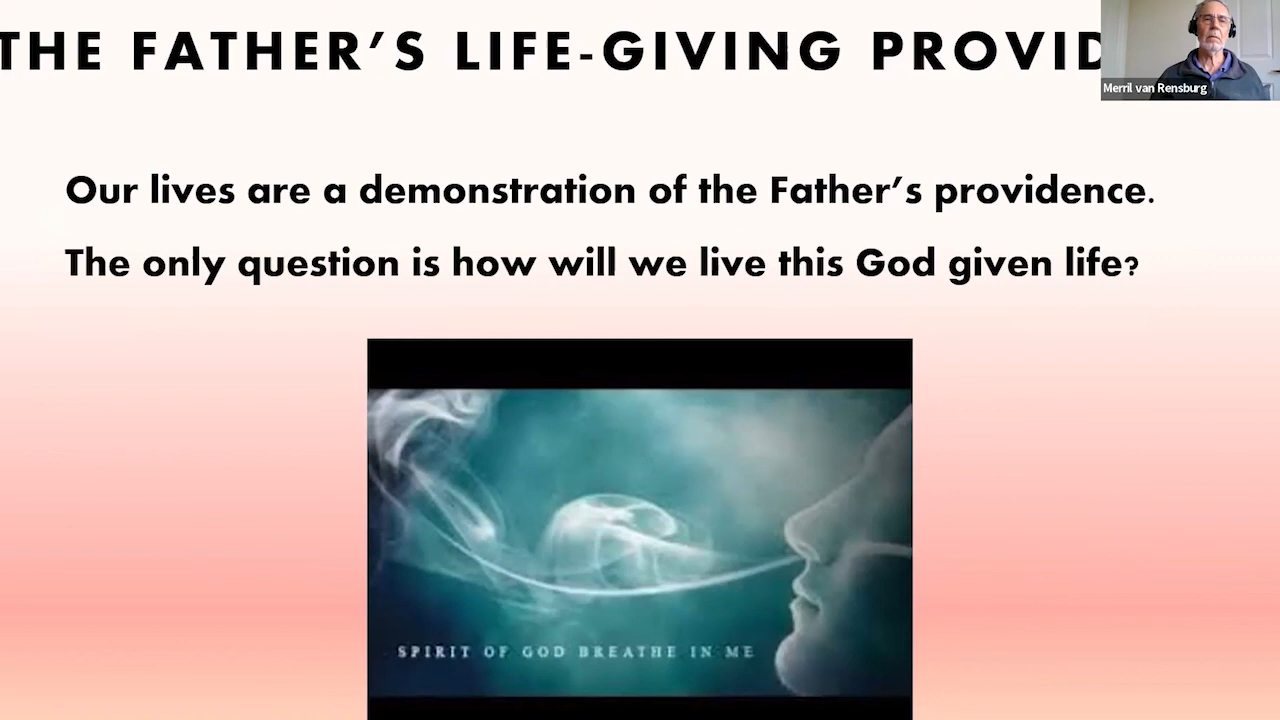 THE FATHER'S LIFE-GIVING PROVID
Merril van Rensburg
Our lives are a demonstration of the Father's providence.
The only question is how will we live this God given life?
SPIRIT OF GOD BREATHE IN ME